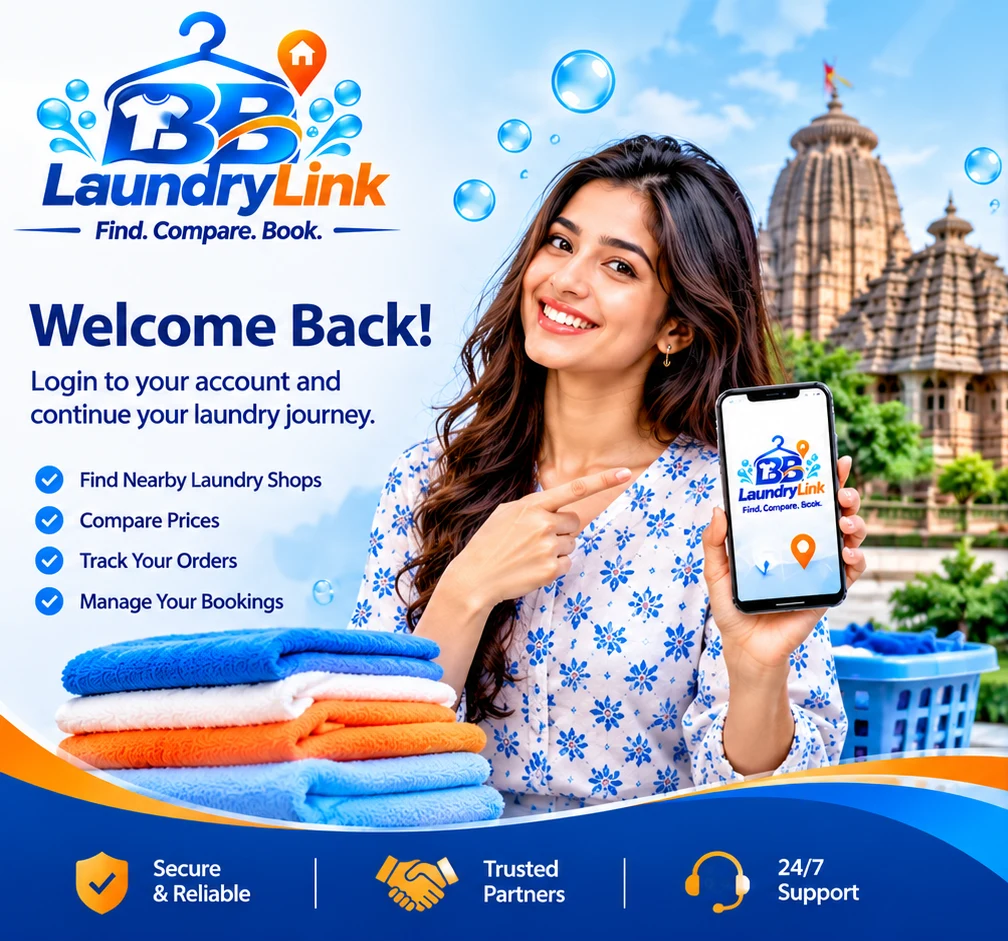 BB
LaundryLink
Find. Compare. Book.
Welcome Back!
Login to your account and
continue your laundry journey.
Find Nearby Laundry Shops
Compare Prices
Track Your Orders
Manage Your Bookings
BB
LaundryLink
Find, Compare, Book.
Secure
& Reliable
Trusted
Partners
24/7
Support